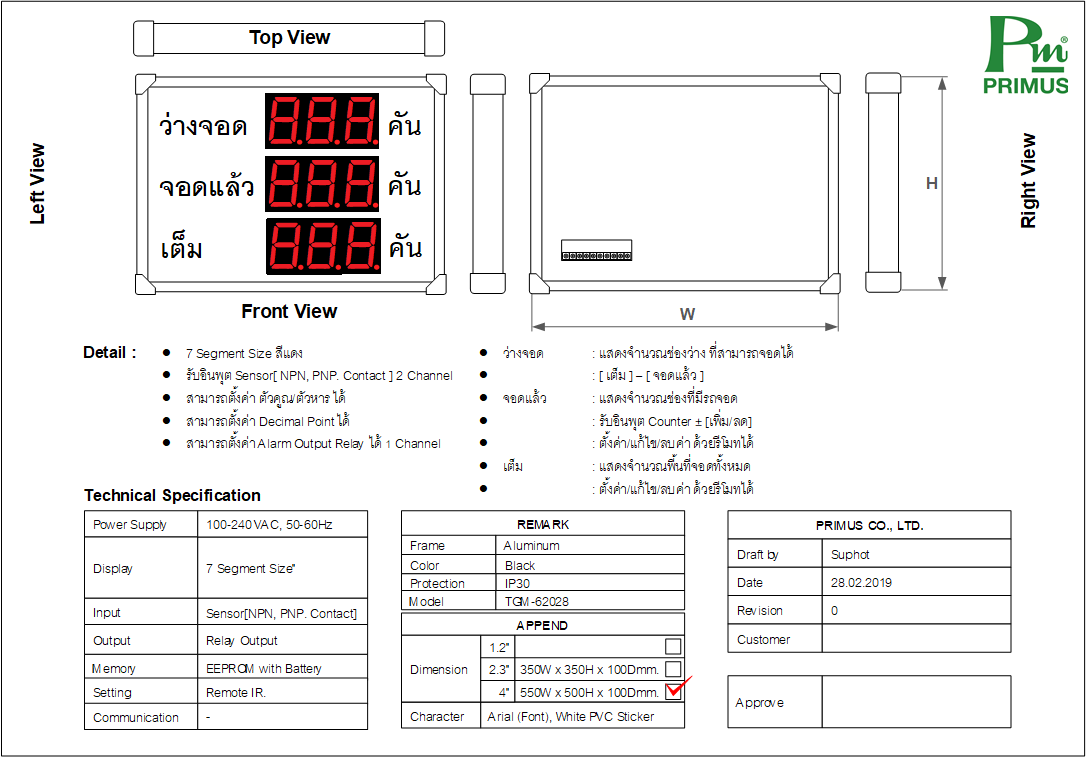 Top View
Pm®
PRIMUS
ว่างจอด 8.8.8 คัน
จอดแล้ว 8.8.8 คัน
เต็ม 8.8.8 คัน
Left View
Front View
H
W
Right View
Detail :
● 7 Segment Size สีแดง
● รับอินพุต Sensor[ NPN, PNP. Contact ] 2 Channel
● สามารถตั้งค่า ตัวคูณ/ตัวหาร ได้
● สามารถตั้งค่า Decimal Point ได้
● สามารถตั้งค่า Alarm Output Relay ได้ 1 Channel
● ว่างจอด : แสดงจำนวนช่องว่าง ที่สามารถจอดได้
● : [ เต็ม ] – [ จอดแล้ว ]
● จอดแล้ว : แสดงจำนวนช่องที่มีรถจอด
● : รับอินพุต Counter ± [เพิ่ม/ลด]
● : ตั้งค่า/แก้ไข/ลบค่า ด้วยรีโมทได้
● เต็ม : แสดงจำนวนพื้นที่จอดทั้งหมด
● : ตั้งค่า/แก้ไข/ลบค่า ด้วยรีโมทได้
Technical Specification
Power Supply 100-240VAC, 50-60Hz
Display 7 Segment Size"
Input Sensor[NPN, PNP. Contact]
Output Relay Output
Memory EEPROM with Battery
Setting Remote IR.
Communication -
REMARK
Frame Aluminum
Color Black
Protection IP30
Model TGM-62028
APPEND
Dimension
1.2"
2.3" 350W x 350H x 100Dmm.
4" 550W x 500H x 100Dmm.
Character Arial (Font), White PVC Sticker
PRIMUS CO., LTD.
Draft by Suphot
Date 28.02.2019
Revision 0
Customer
Approve